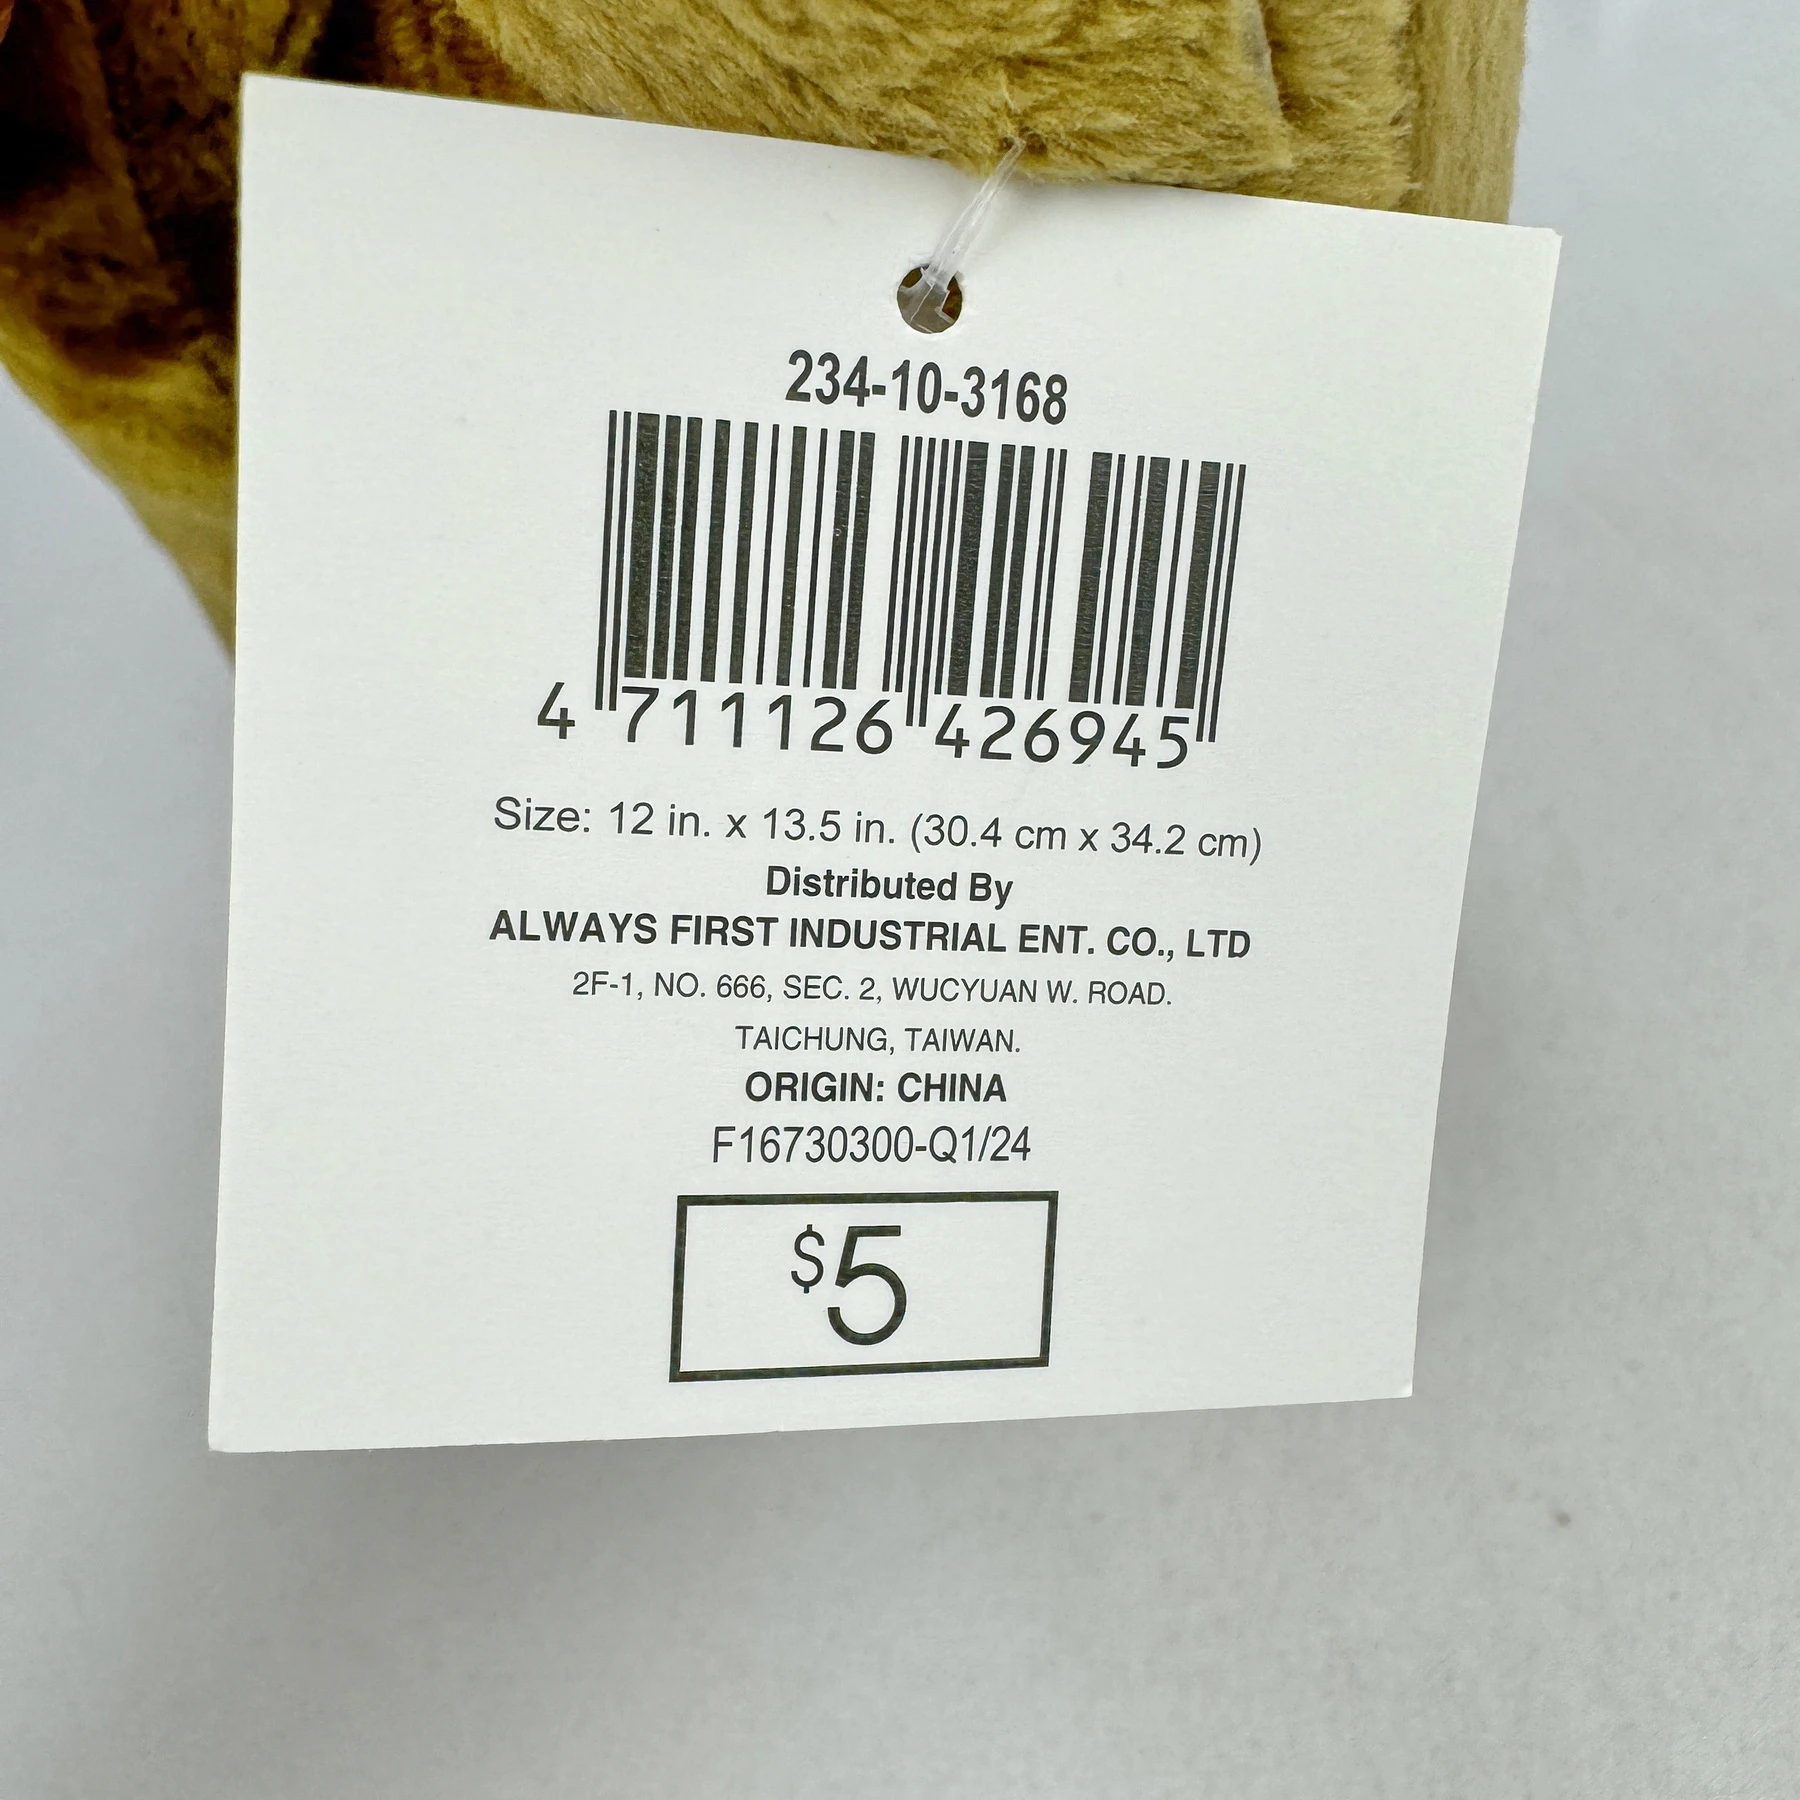 234-10-3168
4 711126 426945
Size: 12 in. x 13.5 in. (30.4 cm x 34.2 cm)
Distributed By
ALWAYS FIRST INDUSTRIAL ENT. CO., LTD
2F-1, NO. 666, SEC. 2, WUCYUAN W. ROAD.
TAICHUNG, TAIWAN.
ORIGIN: CHINA
F16730300-Q1/24
$5